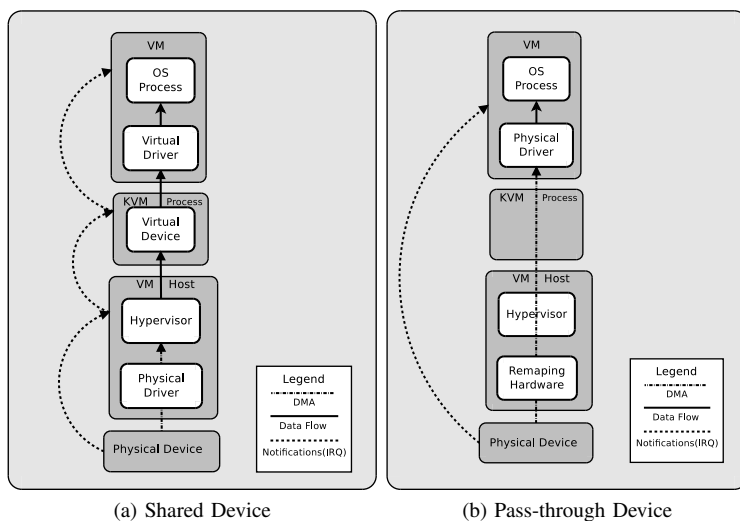 VM
OS
Process
Virtual
Driver
KVM Process
Virtual
Device
VM Host
Hypervisor
Physical
Driver
Physical Device
Legend
DMA
Data Flow
Notifications(IRQ)
(a) Shared Device
VM
OS
Process
Physical
Driver
KVM Process
VM Host
Hypervisor
Remaping
Hardware
Physical Device
Legend
DMA
Data Flow
Notifications(IRQ)
(b) Pass-through Device